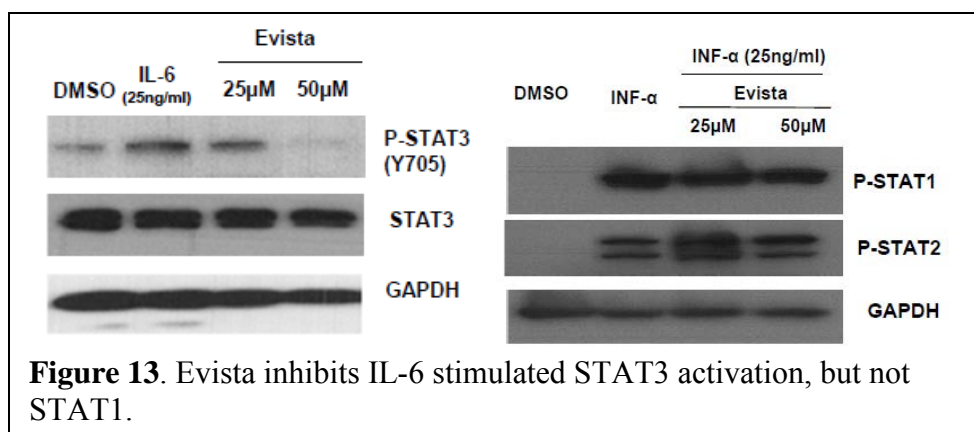 Evista
DMSO IL-6 (25ng/ml) 25µM 50µM
P-STAT3 (Y705)
STAT3
GAPDH
INF-α (25ng/ml)
DMSO INF-α Evista
25µM 50µM
P-STAT1
P-STAT2
GAPDH
Figure 13. Evista inhibits IL-6 stimulated STAT3 activation, but not
STAT1.